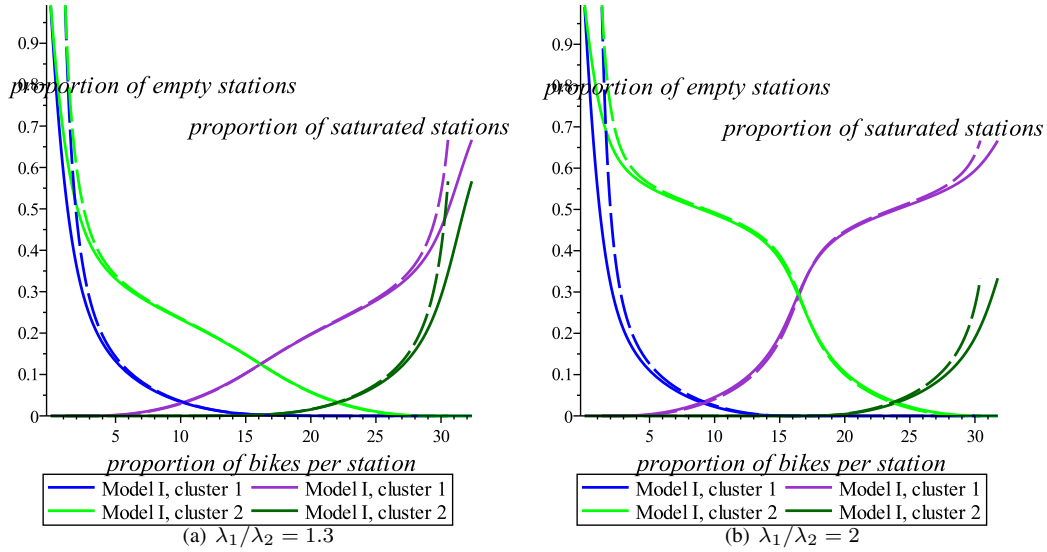 0.9
0.8
proportion of empty stations
0.7
proportion of saturated stations
0.6
0.5
0.4
0.3
0.2
0.1
0
5 10 15 20 25 30
proportion of bikes per station
Model I, cluster 1 Model I, cluster 1
Model I, cluster 2 Model I, cluster 2
(a) λ₁/λ₂ = 1.3
0.9
0.8
proportion of empty stations
0.7
proportion of saturated stations
0.6
0.5
0.4
0.3
0.2
0.1
0
5 10 15 20 25 30
proportion of bikes per station
Model I, cluster 1 Model I, cluster 1
Model I, cluster 2 Model I, cluster 2
(b) λ₁/λ₂ = 2